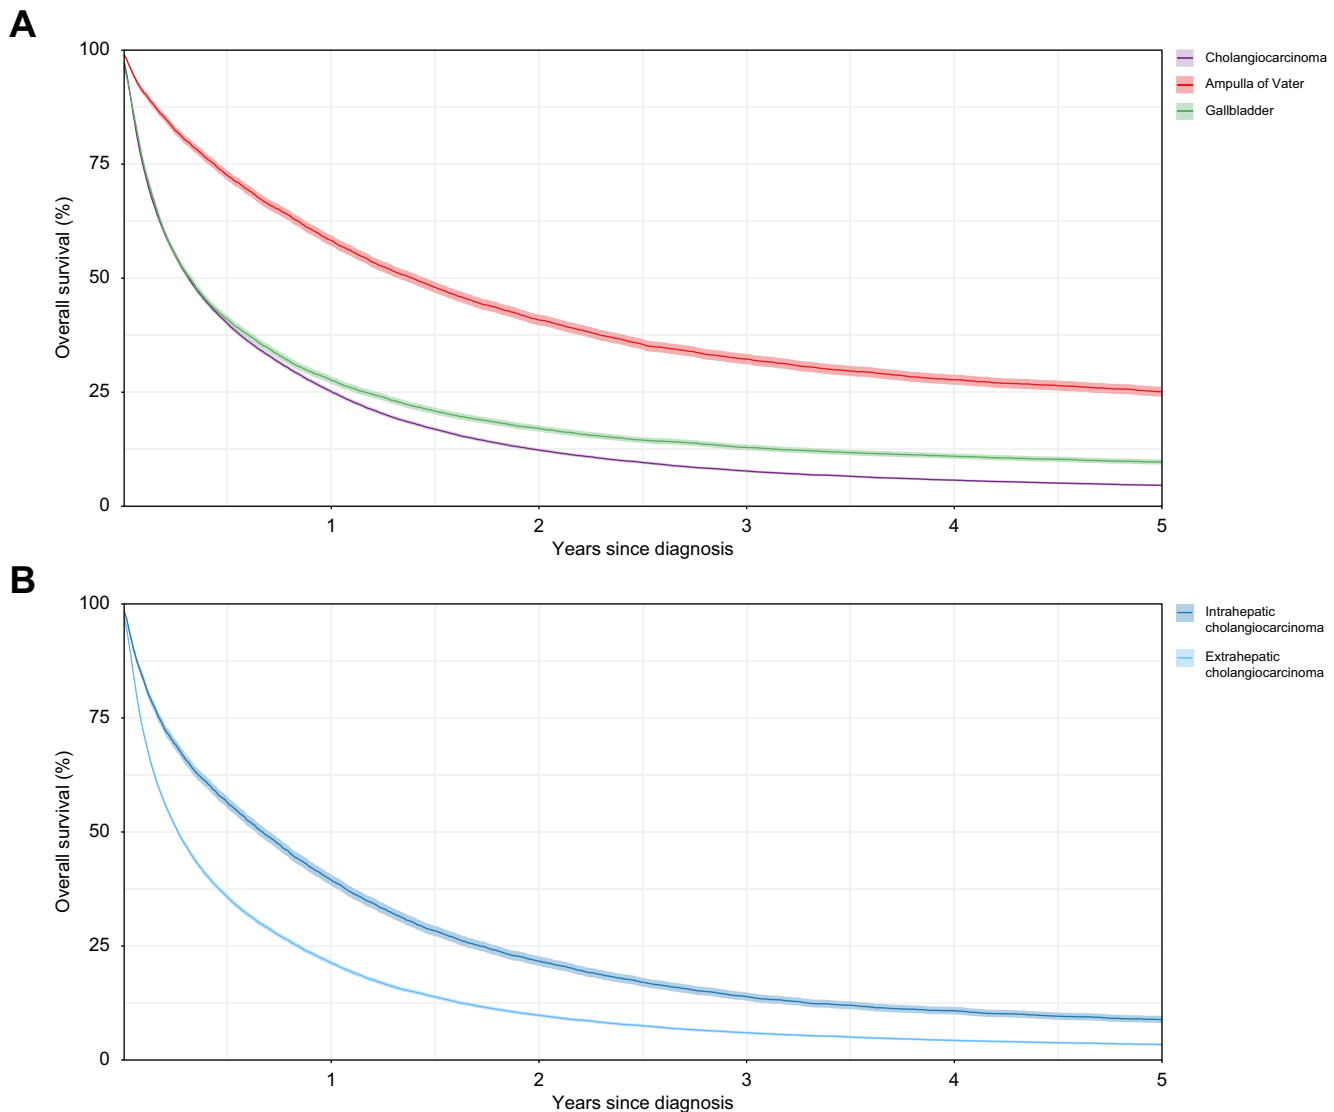 A
100
75
50
25
0
Overall survival (%)
1 2 3 4 5
Years since diagnosis
Cholangiocarcinoma
Ampulla of Vater
Gallbladder
B
100
75
50
25
0
Overall survival (%)
1 2 3 4 5
Years since diagnosis
Intrahepatic
cholangiocarcinoma
Extrahepatic
cholangiocarcinoma